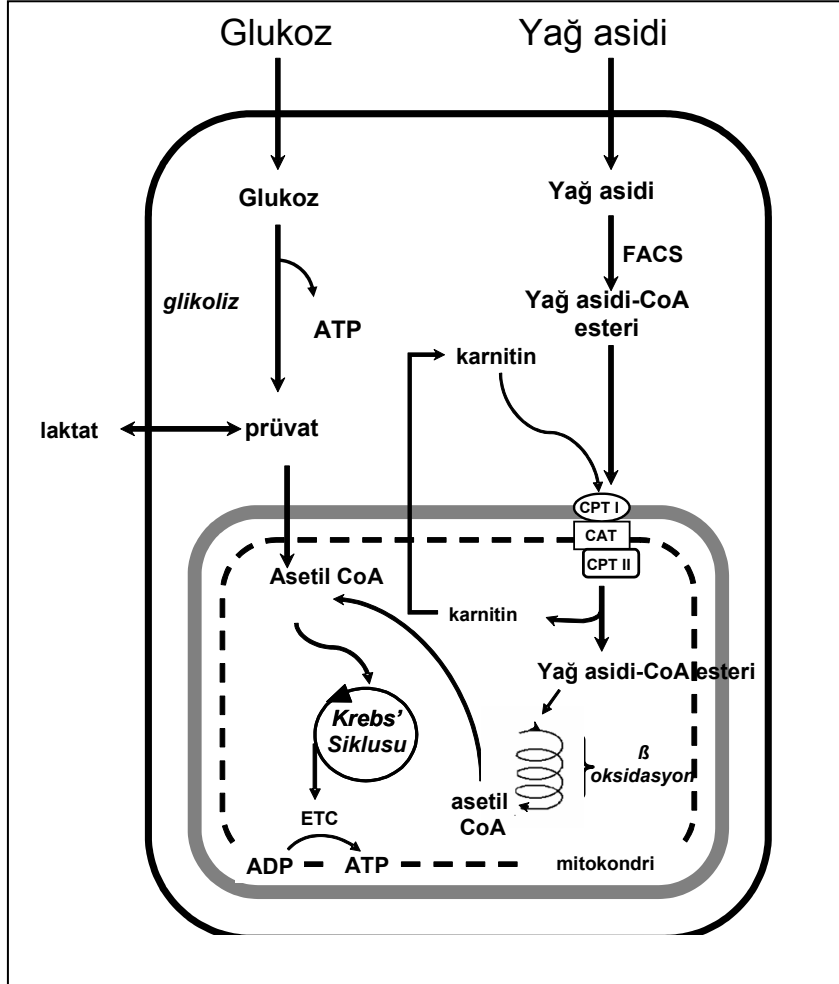 Glukoz
Yağ asidi
Glukoz
Yağ asidi
FACS
glikoliz
Yağ asidi-CoA
esteri
ATP
karnitin
laktat
prüvat
CPT I
CAT
CPT II
Asetil CoA
karnitin
Yağ asidi-CoA esteri
Krebs'
Siklusu
ß
oksidasyon
asetil
CoA
ETC
ADP
ATP
mitokondri